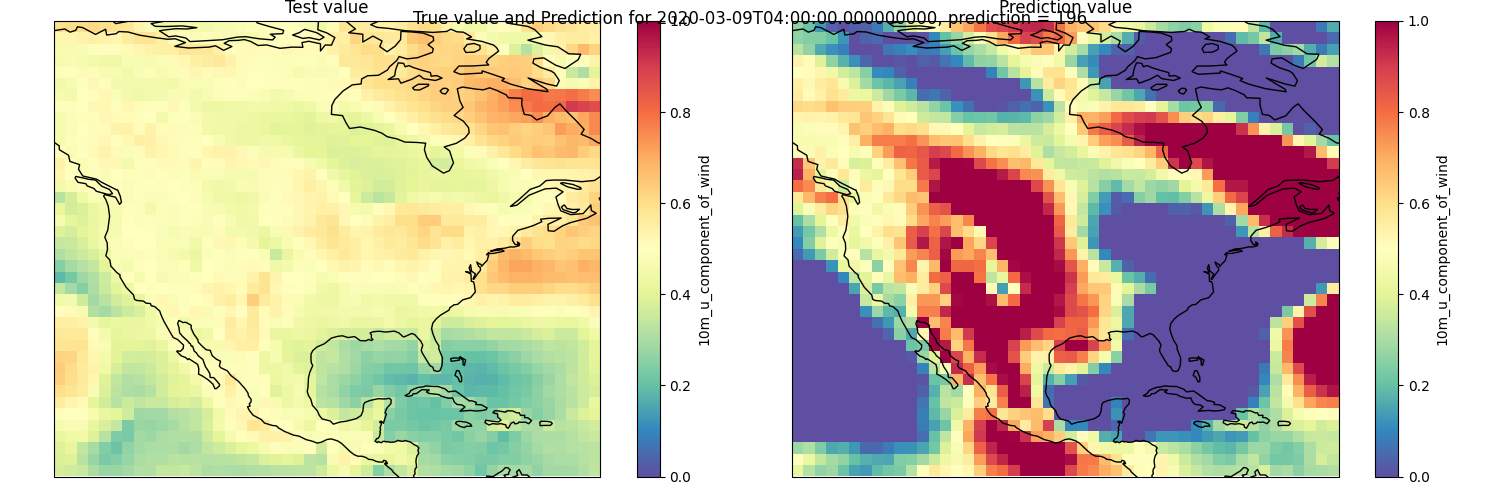 Test value
True value and Prediction for 2020-03-09T04:00:00.000000000, prediction = 196
Prediction value
1.0
0.8
0.6
0.4
0.2
0.0
10m_u_component_of_wind
1.0
0.8
0.6
0.4
0.2
0.0
10m_u_component_of_wind